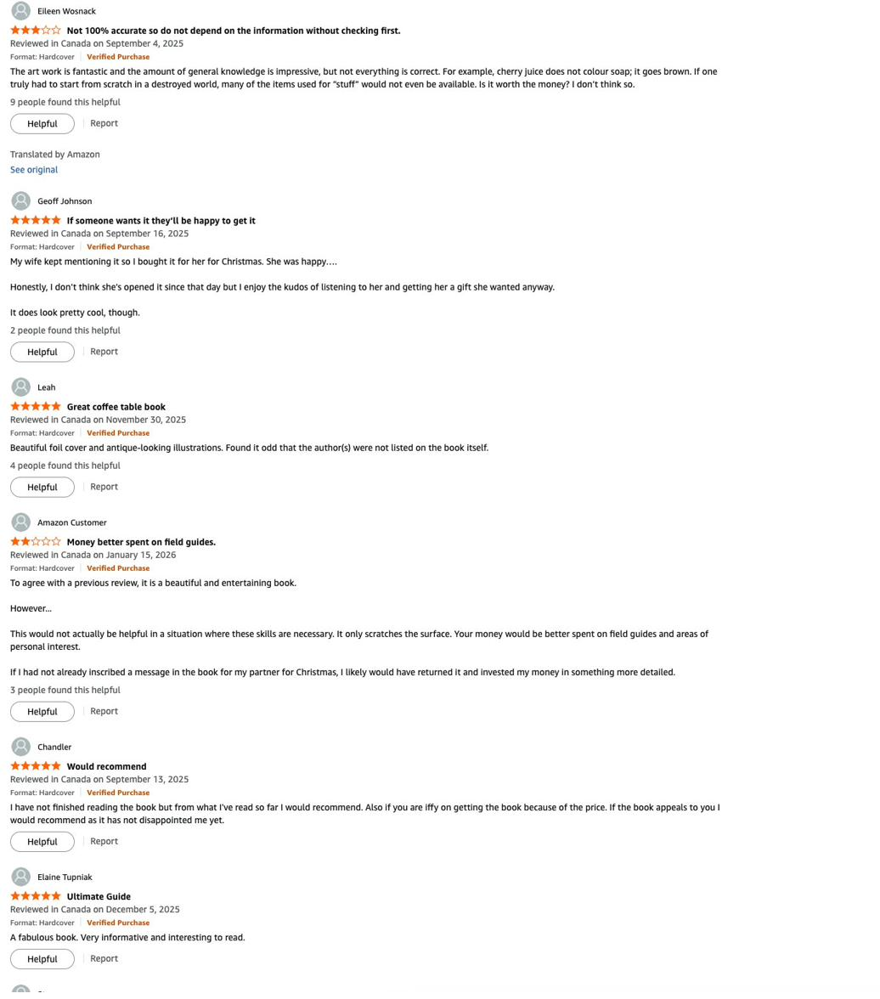 Eileen Wosnack
Not 100% accurate so do not depend on the information without checking first.
Reviewed in Canada on September 4, 2025
Format: Hardcover | Verified Purchase
The art work is fantastic and the amount of general knowledge is impressive, but not everything is correct. For example, cherry juice does not colour soap; it goes brown. If one
truly had to start from scratch in a destroyed world, many of the items used for “stuff” would not even be available. Is it worth the money? I don’t think so.
9 people found this helpful
Helpful | Report
Translated by Amazon
See original
Geoff Johnson
If someone wants it they’ll be happy to get it
Reviewed in Canada on September 16, 2025
Format: Hardcover | Verified Purchase
My wife kept mentioning it so I bought it for her for Christmas. She was happy….
Honestly, I don’t think she’s opened it since that day but I enjoy the kudos of listening to her and getting her a gift she wanted anyway.
It does look pretty cool, though.
2 people found this helpful
Helpful | Report
Leah
Great coffee table book
Reviewed in Canada on November 30, 2025
Format: Hardcover | Verified Purchase
Beautiful foil cover and antique-looking illustrations. Found it odd that the author(s) were not listed on the book itself.
4 people found this helpful
Helpful | Report
Amazon Customer
Money better spent on field guides.
Reviewed in Canada on January 15, 2026
Format: Hardcover | Verified Purchase
To agree with a previous review, it is a beautiful and entertaining book.
However...
This would not actually be helpful in a situation where these skills are necessary. It only scratches the surface. Your money would be better spent on field guides and areas of
personal interest.
If I had not already inscribed a message in the book for my partner for Christmas, I likely would have returned it and invested my money in something more detailed.
3 people found this helpful
Helpful | Report
Chandler
Would recommend
Reviewed in Canada on September 13, 2025
Format: Hardcover | Verified Purchase
I have not finished reading the book but from what I’ve read so far I would recommend. Also if you are iffy on getting the book because of the price. If the book appeals to you I
would recommend as it has not disappointed me yet.
Helpful | Report
Elaine Tupniak
Ultimate Guide
Reviewed in Canada on December 5, 2025
Format: Hardcover | Verified Purchase
A fabulous book. Very informative and interesting to read.
Helpful | Report